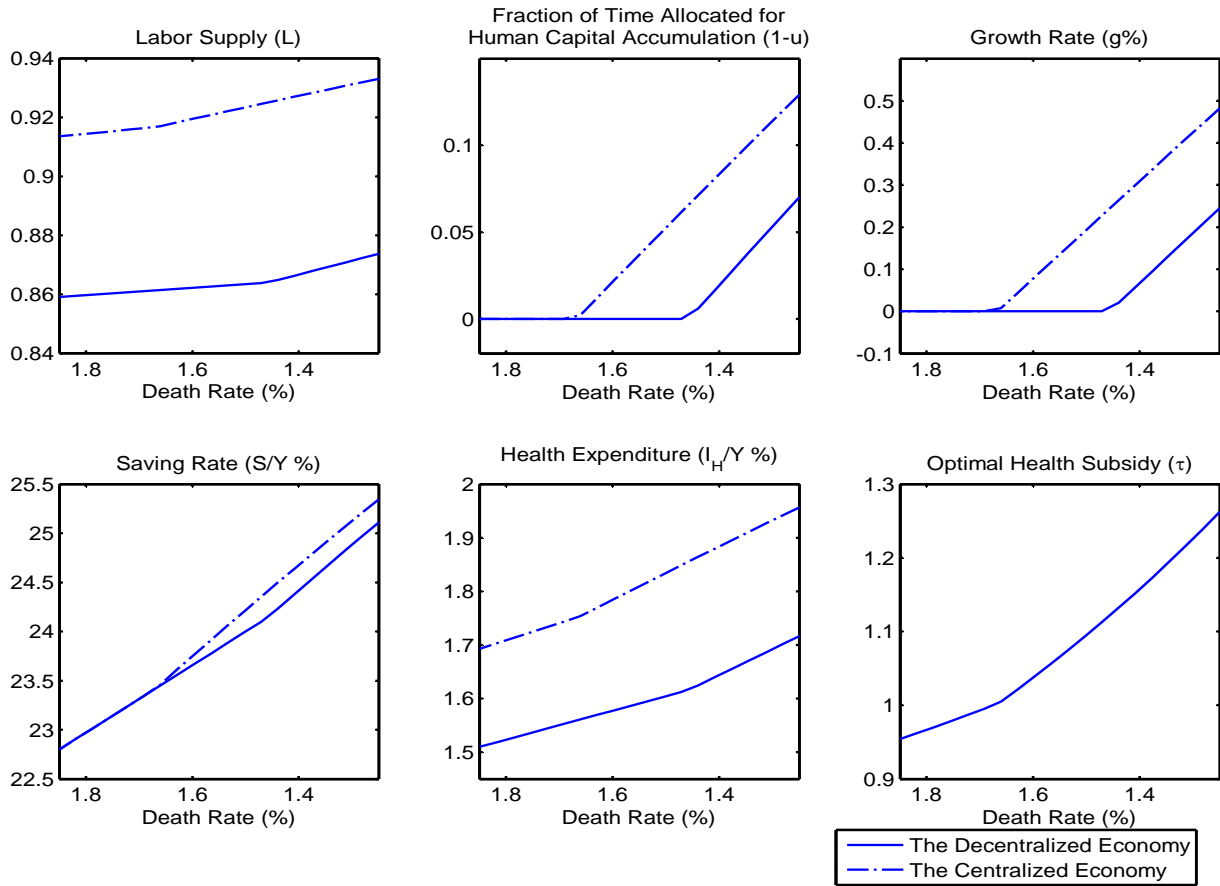 Labor Supply (L)
0.94
0.92
0.9
0.88
0.86
0.84
1.8 1.6 1.4
Death Rate (%)
Fraction of Time Allocated for
Human Capital Accumulation (1-u)
0.1
0.05
0
1.8 1.6 1.4
Death Rate (%)
Growth Rate (g%)
0.5
0.4
0.3
0.2
0.1
0
-0.1
1.8 1.6 1.4
Death Rate (%)
Saving Rate (S/Y %)
25.5
25
24.5
24
23.5
23
22.5
1.8 1.6 1.4
Death Rate (%)
Health Expenditure (I_H/Y %)
2
1.9
1.8
1.7
1.6
1.5
1.8 1.6 1.4
Death Rate (%)
Optimal Health Subsidy (τ)
1.3
1.2
1.1
1
0.9
1.8 1.6 1.4
Death Rate (%)
The Decentralized Economy
The Centralized Economy